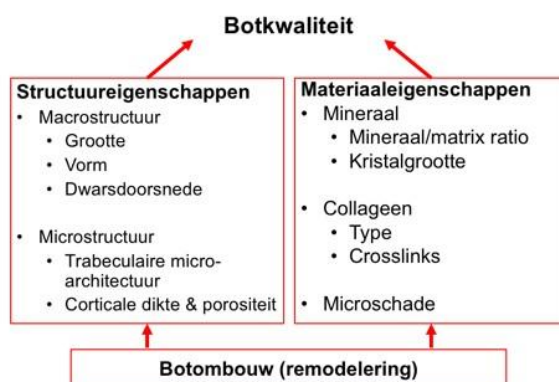 Botkwaliteit
Structuureigenschappen
• Macrostructuur
• Grootte
• Vorm
• Dwarsdoorsnede
• Microstructuur
• Trabeculaire micro-
architectuur
• Corticale dikte & porositeit
Materiaaleigenschappen
• Mineraal
• Mineraal/matrix ratio
• Kristalgrootte
• Collageen
• Type
• Crosslinks
• Microschade
Botombouw (remodelering)